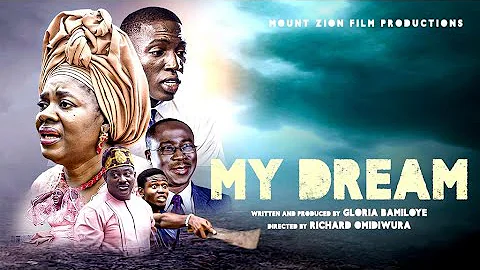 MOUNT ZION FILM PRODUCTIONS
MY DREAM
WRITTEN AND PRODUCED BY GLORIA BAMILOYE
DIRECTED BY RICHARD OMIDIWURA